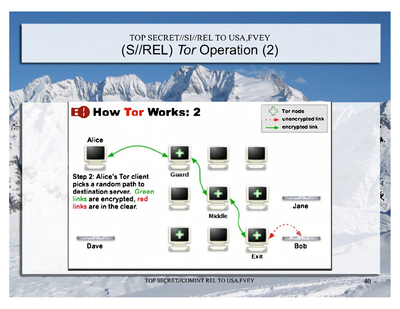 TOP SECRET//SI//REL TO USA,FVEY
(S//REL) Tor Operation (2)
How Tor Works: 2
Tor node
unencrypted link
encrypted link
Alice
Guard
Step 2: Alice's Tor client
picks a random path to
destination server. Green
links are encrypted, red
links are in the clear.
Middle
Jane
Dave
Exit
Bob
TOP SECRET//COMINT REL TO USA,FVEY
40